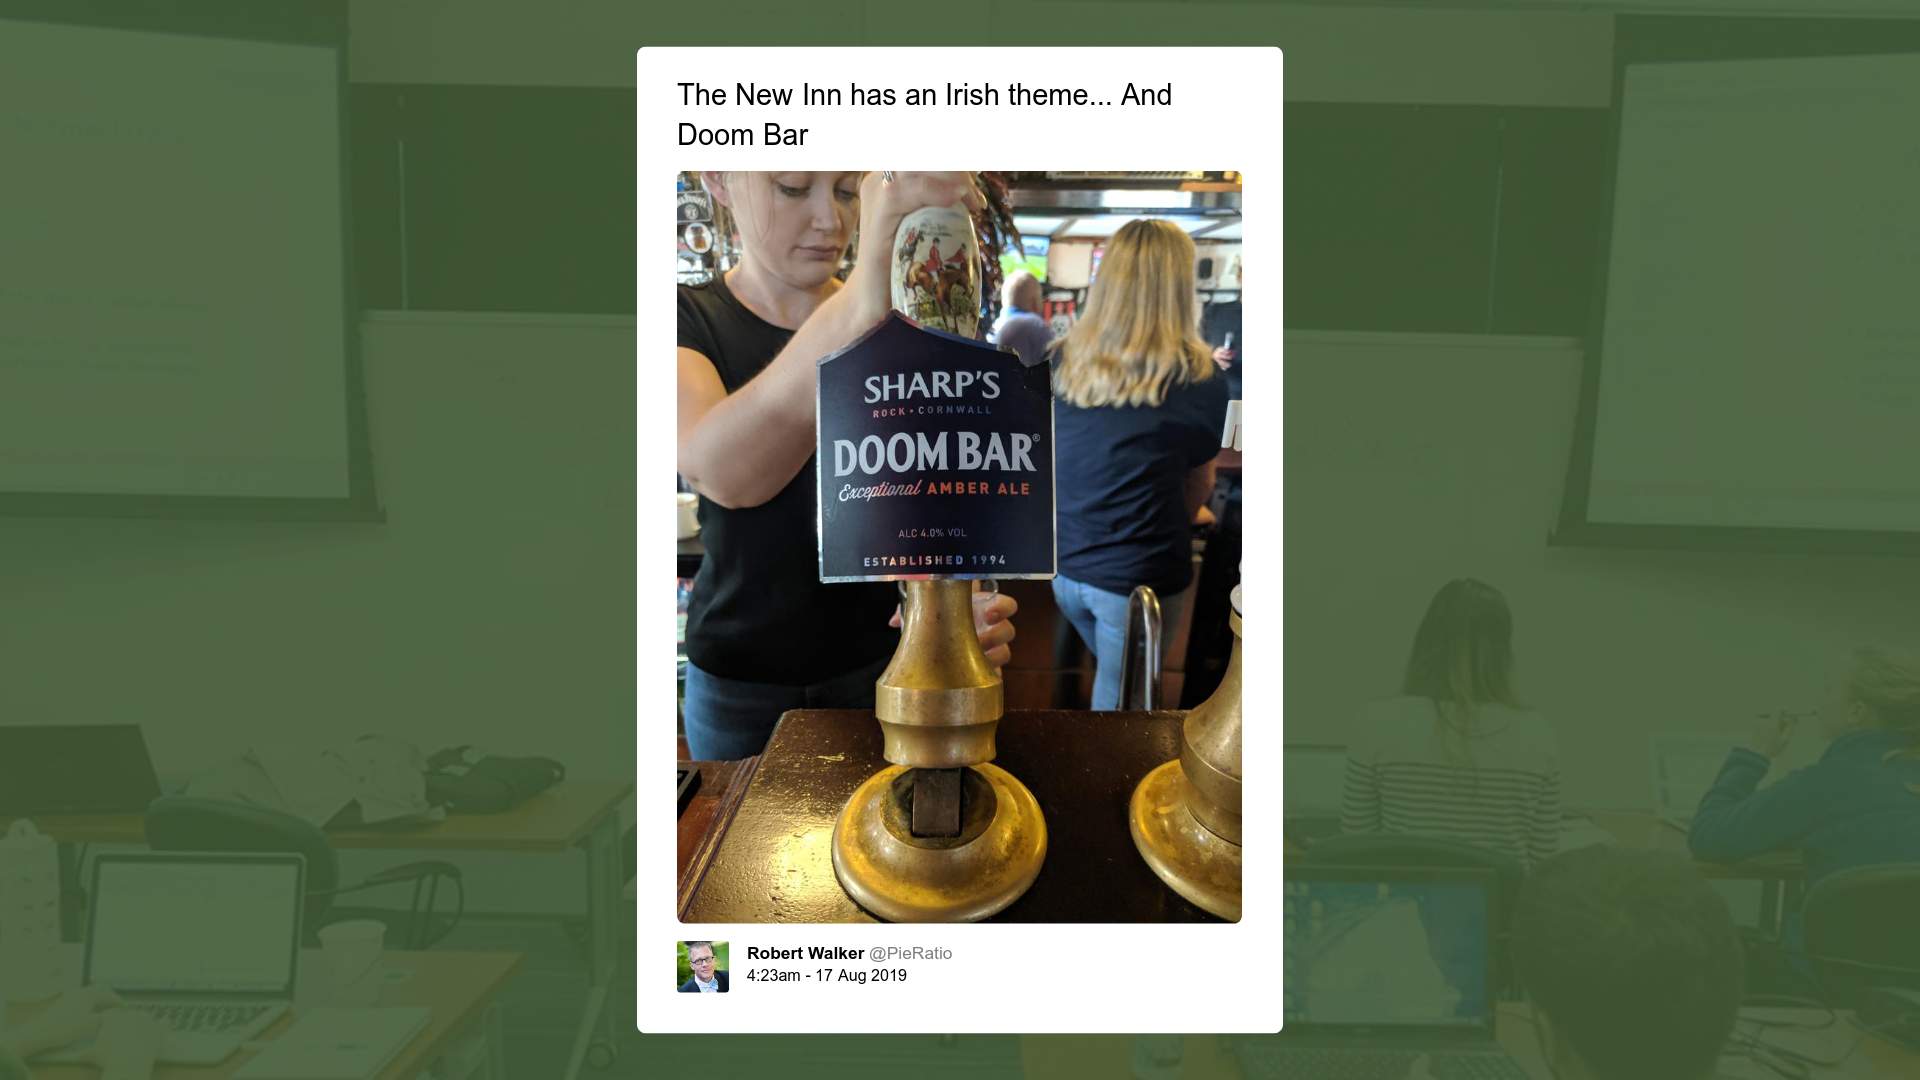 The New Inn has an Irish theme... And
Doom Bar
SHARP'S
ROCK • CORNWALL
DOOM BAR®
Exceptional AMBER ALE
ALC 4.0% VOL
ESTABLISHED 1994
Robert Walker @PieRatio
4:23am - 17 Aug 2019